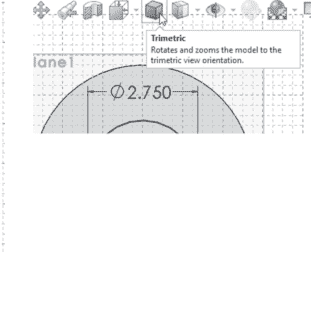 Trimetric
Rotates and zooms the model to the
trimetric view orientation.
lane1
Ø2.750